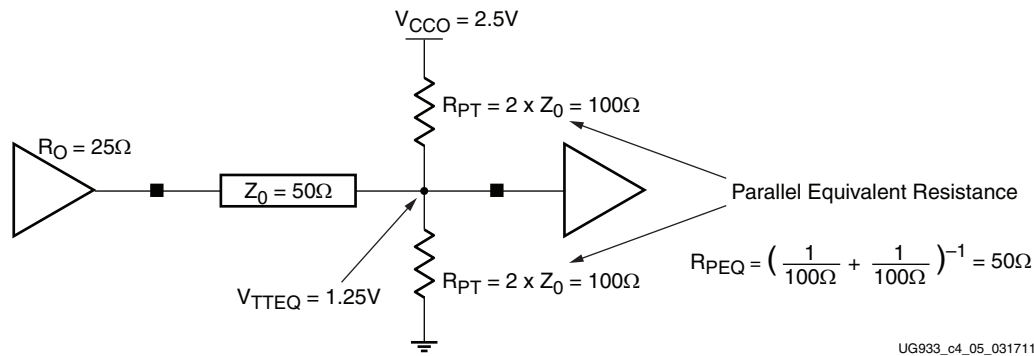 V_CCO = 2.5V
R_PT = 2 x Z_0 = 100Ω
R_O = 25Ω
Z_0 = 50Ω
Parallel Equivalent Resistance
R_PEQ = ( 1/100Ω + 1/100Ω )^–1 = 50Ω
V_TTEQ = 1.25V
R_PT = 2 x Z_0 = 100Ω
UG933_c4_05_031711